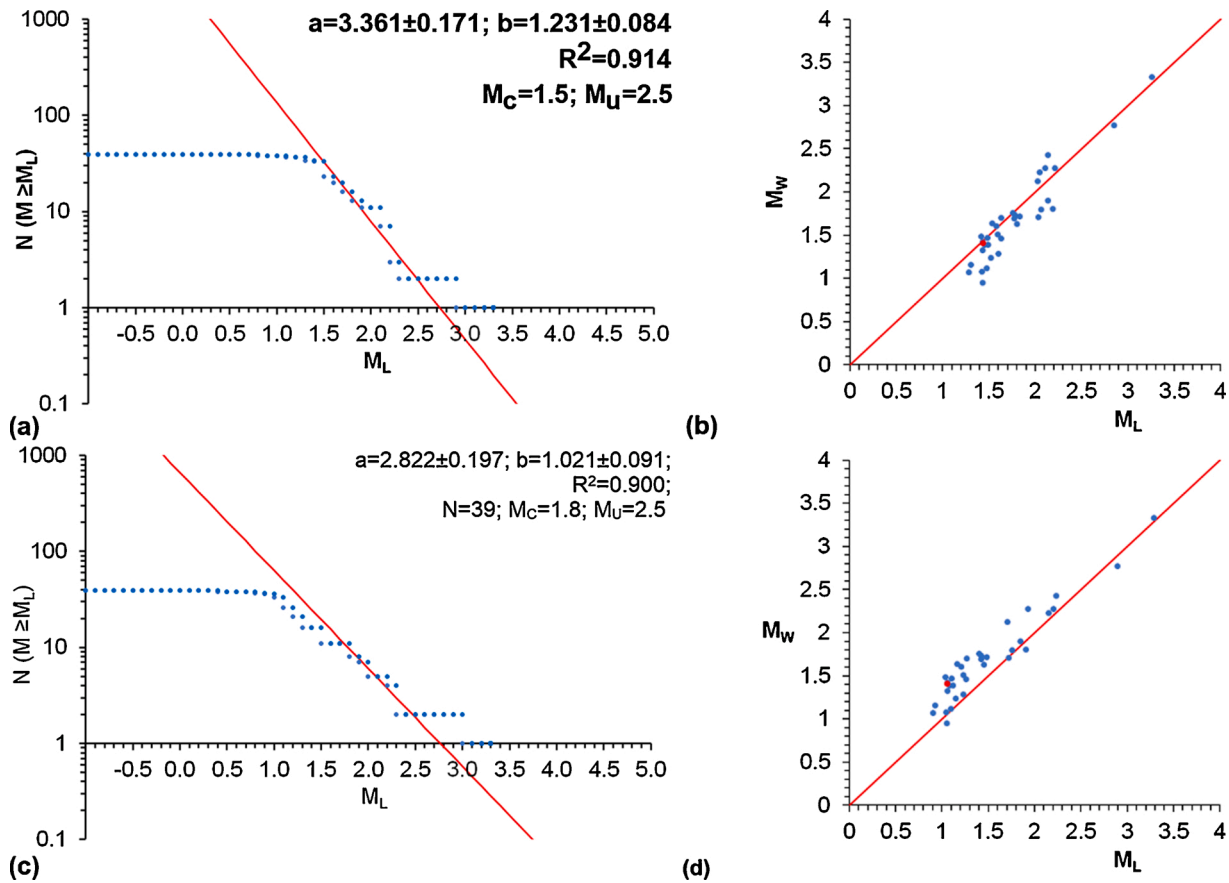 a=3.361±0.171; b=1.231±0.084
R²=0.914
Mc=1.5; Mu=2.5
1000
100
10
1
0.1
N (M ≥ML)
-0.5 0.0 0.5 1.0 1.5 2.0 2.5 3.0 3.5 4.0 4.5 5.0
ML
(a)
4
3.5
3
2.5
2
1.5
1
0.5
0
MW
0 0.5 1 1.5 2 2.5 3 3.5 4
ML
(b)
a=2.822±0.197; b=1.021±0.091;
R²=0.900;
N=39; MC=1.8; MU=2.5
1000
100
10
1
0.1
N (M ≥ML)
-0.5 0.0 0.5 1.0 1.5 2.0 2.5 3.0 3.5 4.0 4.5 5.0
ML
(c)
4
3.5
3
2.5
2
1.5
1
0.5
0
MW
0 0.5 1 1.5 2 2.5 3 3.5 4
ML
(d)